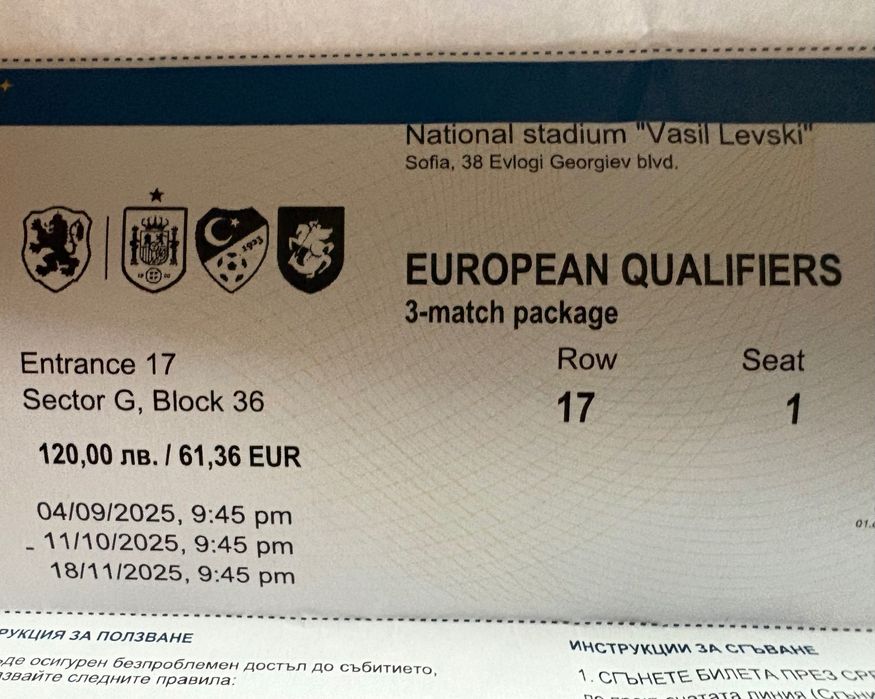 National stadium "Vasil Levski"
Sofia, 38 Evlogi Georgiev blvd.
1923
EUROPEAN QUALIFIERS
3-match package
Entrance 17
Sector G, Block 36
Row
Seat
17
1
120,00 лв. / 61,36 EUR
04/09/2025, 9:45 pm
- 11/10/2025, 9:45 pm
18/11/2025, 9:45 pm
ЗА ПОЛЗВАНЕ
осигурен безпроблемен достъп до събитието,
следните правила:
ИНСТРУКЦИИ ЗА СГЪВАНЕ
1. СГЪНЕТЕ БИЛЕТА ПРЕЗ